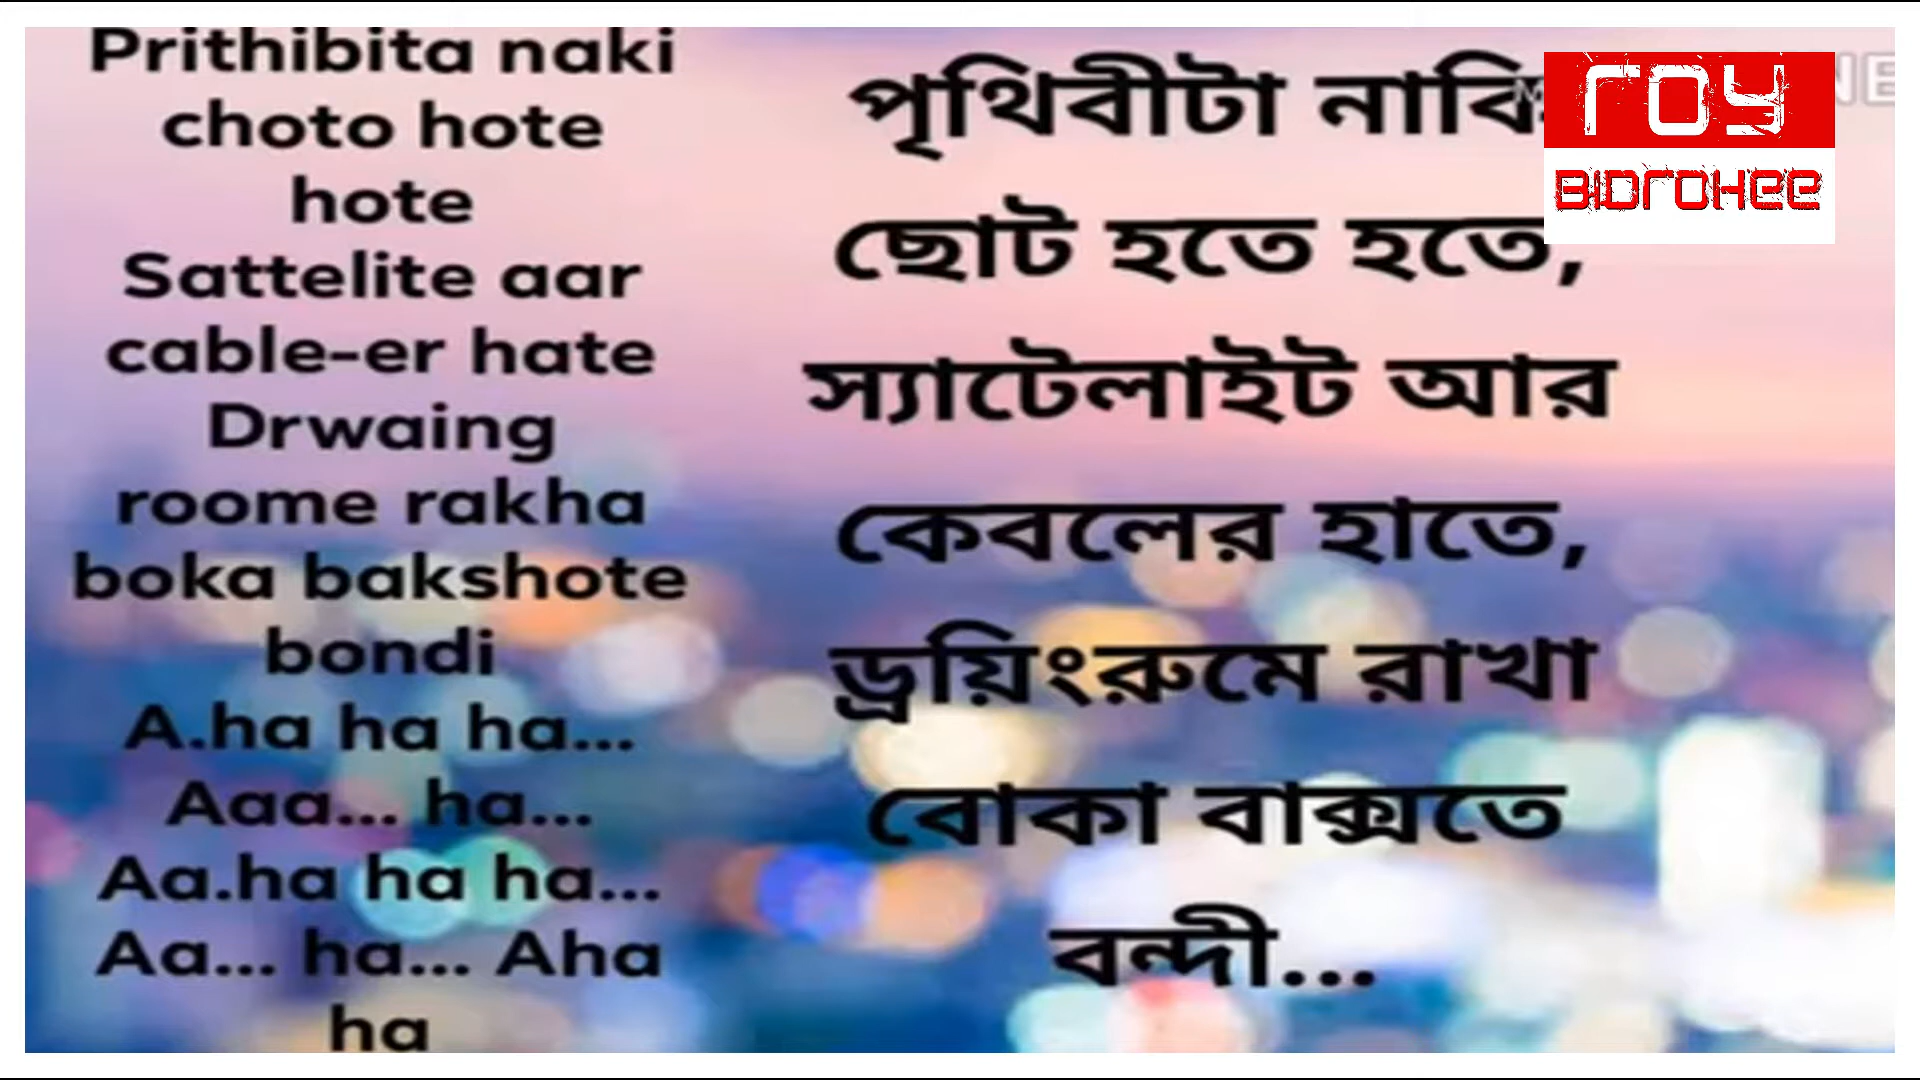 Prithibita naki
choto hote
hote
Sattelite aar
cable-er hate
Drwaing
roome rakha
boka bakshote
bondi
A.ha ha ha...
Aaa... ha...
Aa.ha ha ha...
Aa... ha... Aha
ha
পৃথিবীটা নাকি
ছোট হতে হতে,
স্যাটেলাইট আর
কেবলের হাতে,
ড্রয়িংরুমে রাখা
বোকা বাক্সতে
বন্দী...
roy
BIDroHee